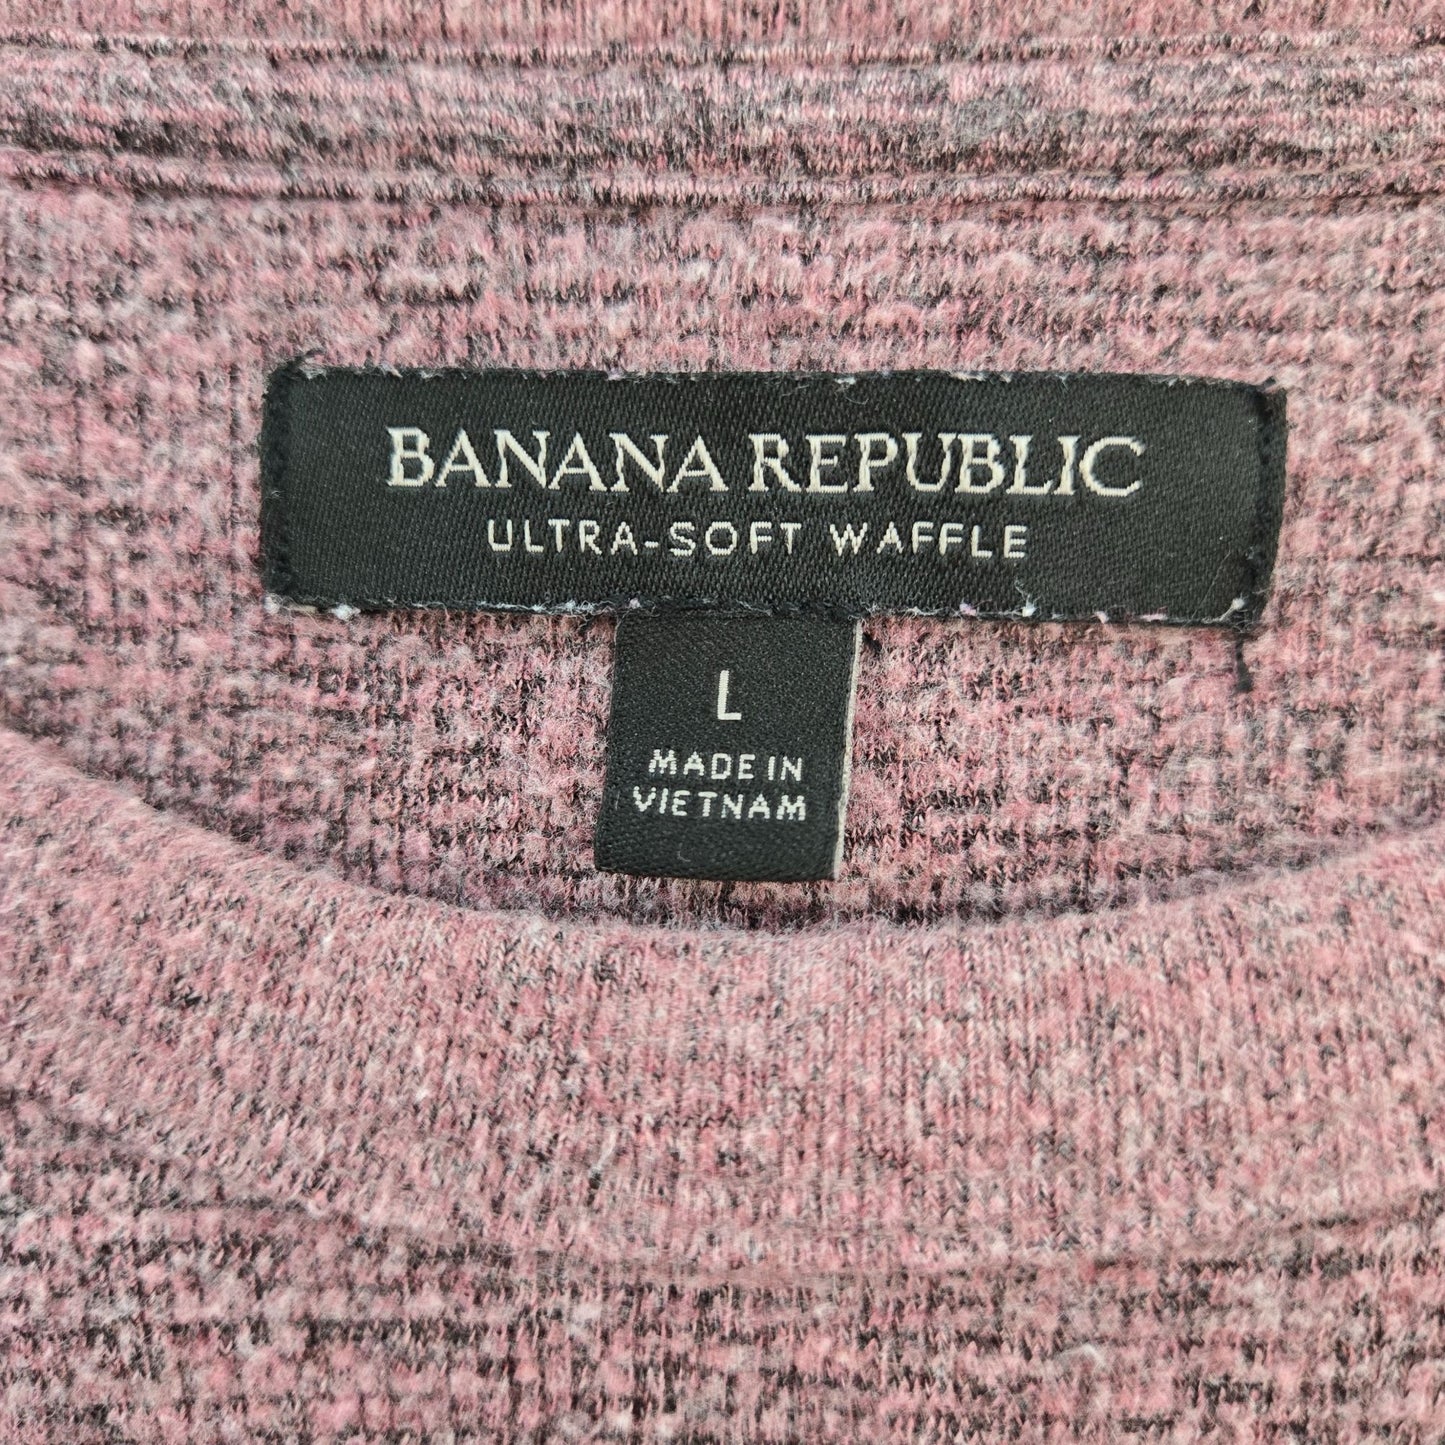 BANANA REPUBLIC
ULTRA-SOFT WAFFLE
L
MADE IN
VIETNAM